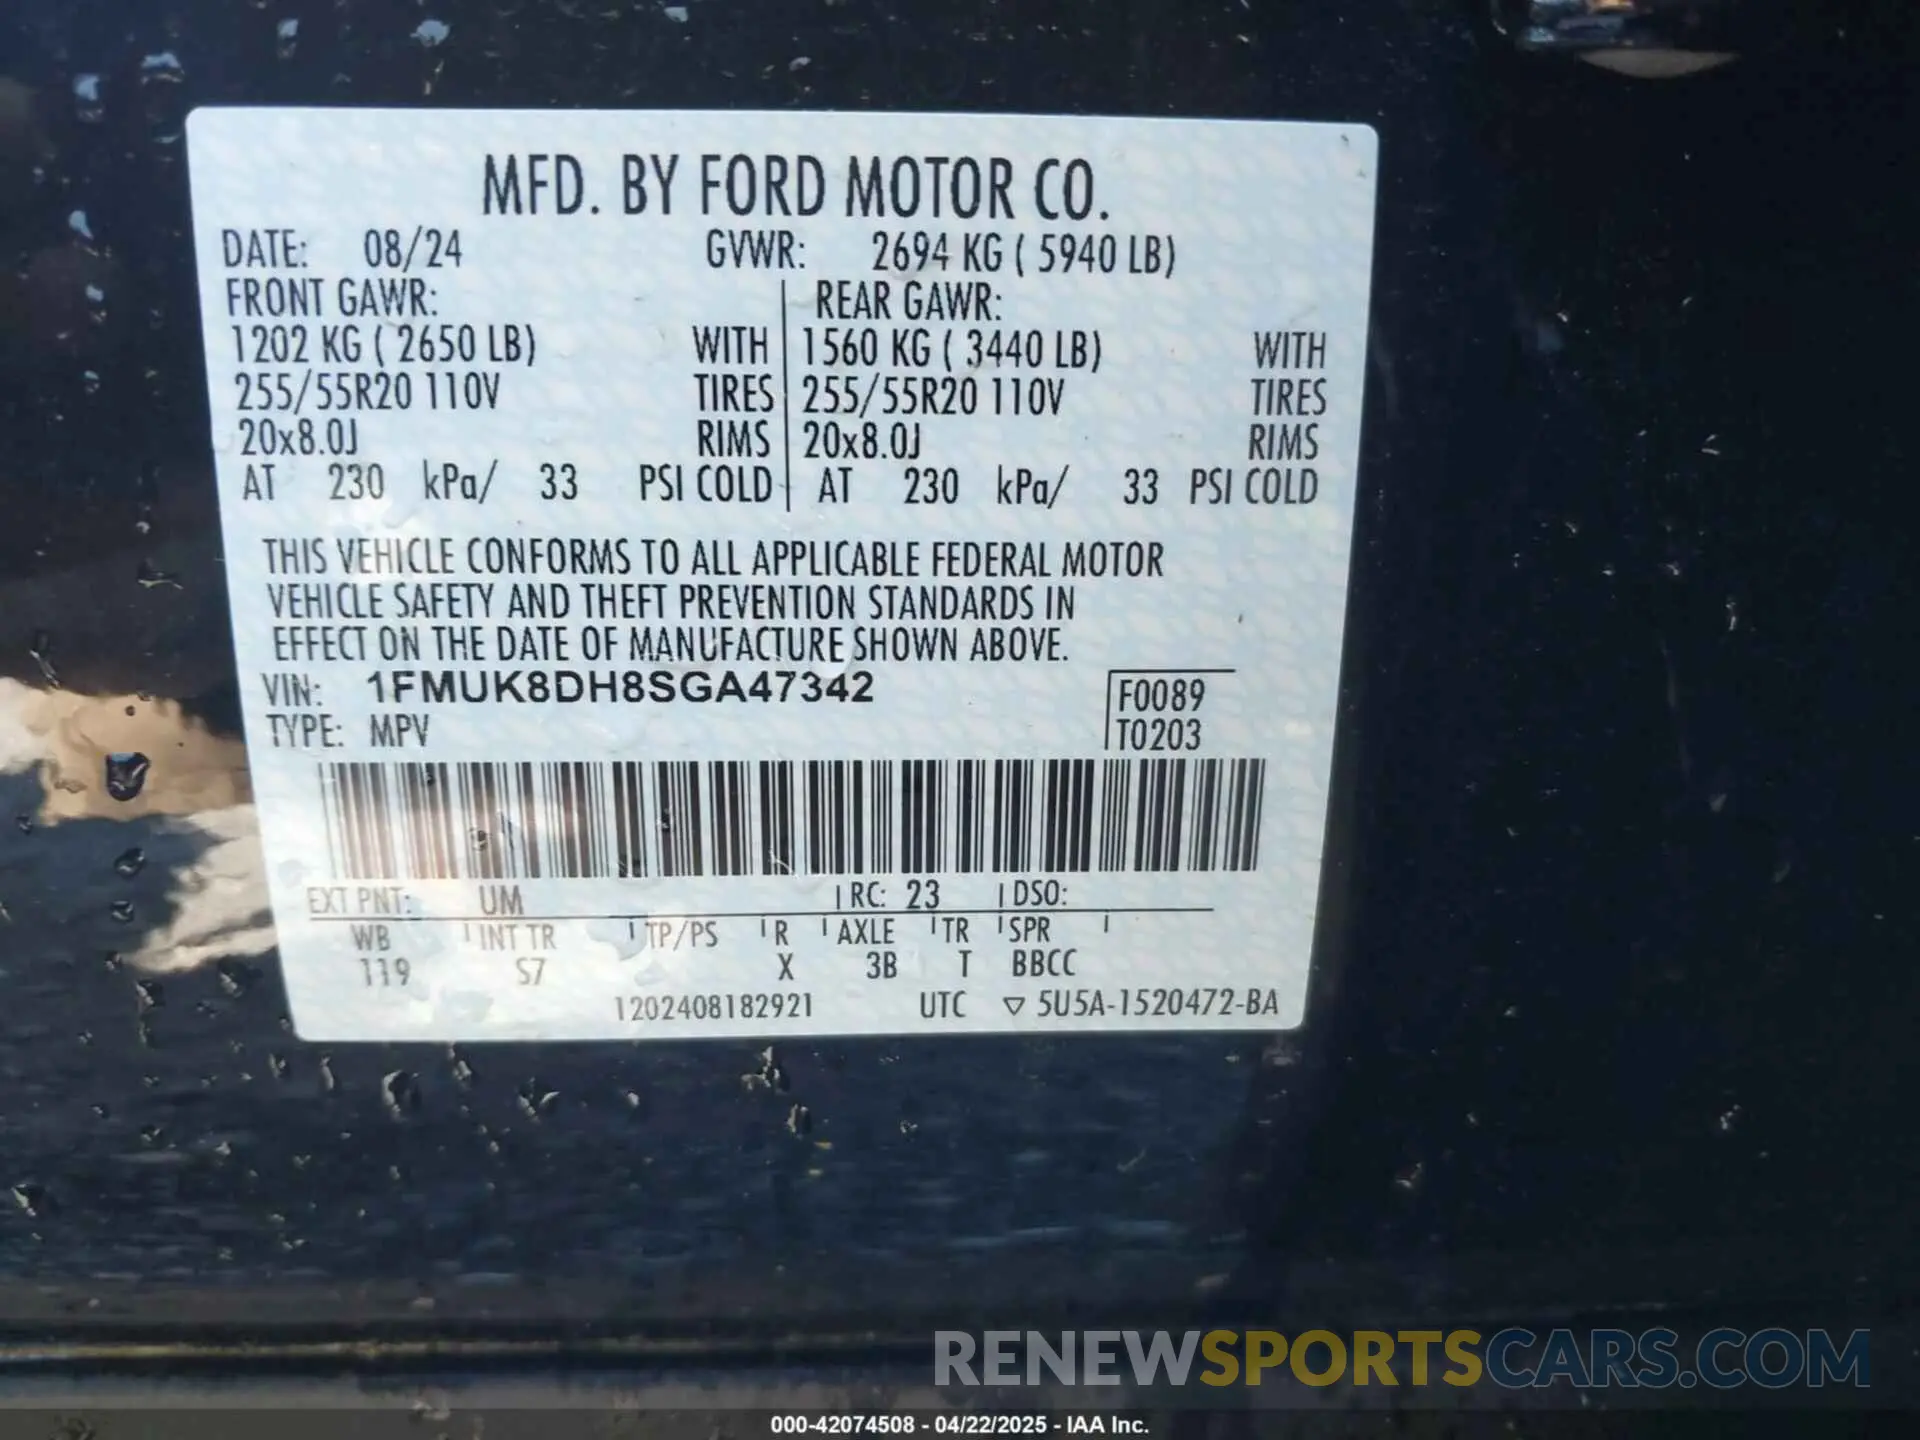 MFD. BY FORD MOTOR CO.
DATE: 08/24 GVWR: 2694 KG ( 5940 LB)
FRONT GAWR: REAR GAWR:
1202 KG ( 2650 LB) WITH 1560 KG ( 3440 LB) WITH
255/55R20 110V TIRES 255/55R20 110V TIRES
20x8.0J RIMS 20x8.0J RIMS
AT 230 kPa/ 33 PSI COLD AT 230 kPa/ 33 PSI COLD
THIS VEHICLE CONFORMS TO ALL APPLICABLE FEDERAL MOTOR
VEHICLE SAFETY AND THEFT PREVENTION STANDARDS IN
EFFECT ON THE DATE OF MANUFACTURE SHOWN ABOVE.
VIN: 1FMUK8DH8SGA47342 F0089
TYPE: MPV T0203
EXT PNT: UM RC: 23 DSO:
WB INT TR TP/PS R AXLE TR SPR
119 S7 X 3B T BBCC
1202408182921 UTC ▽ 5U5A-1520472-BA
RENEWSPORTSCARS.COM
000-42074508 - 04/22/2025 - IAA Inc.